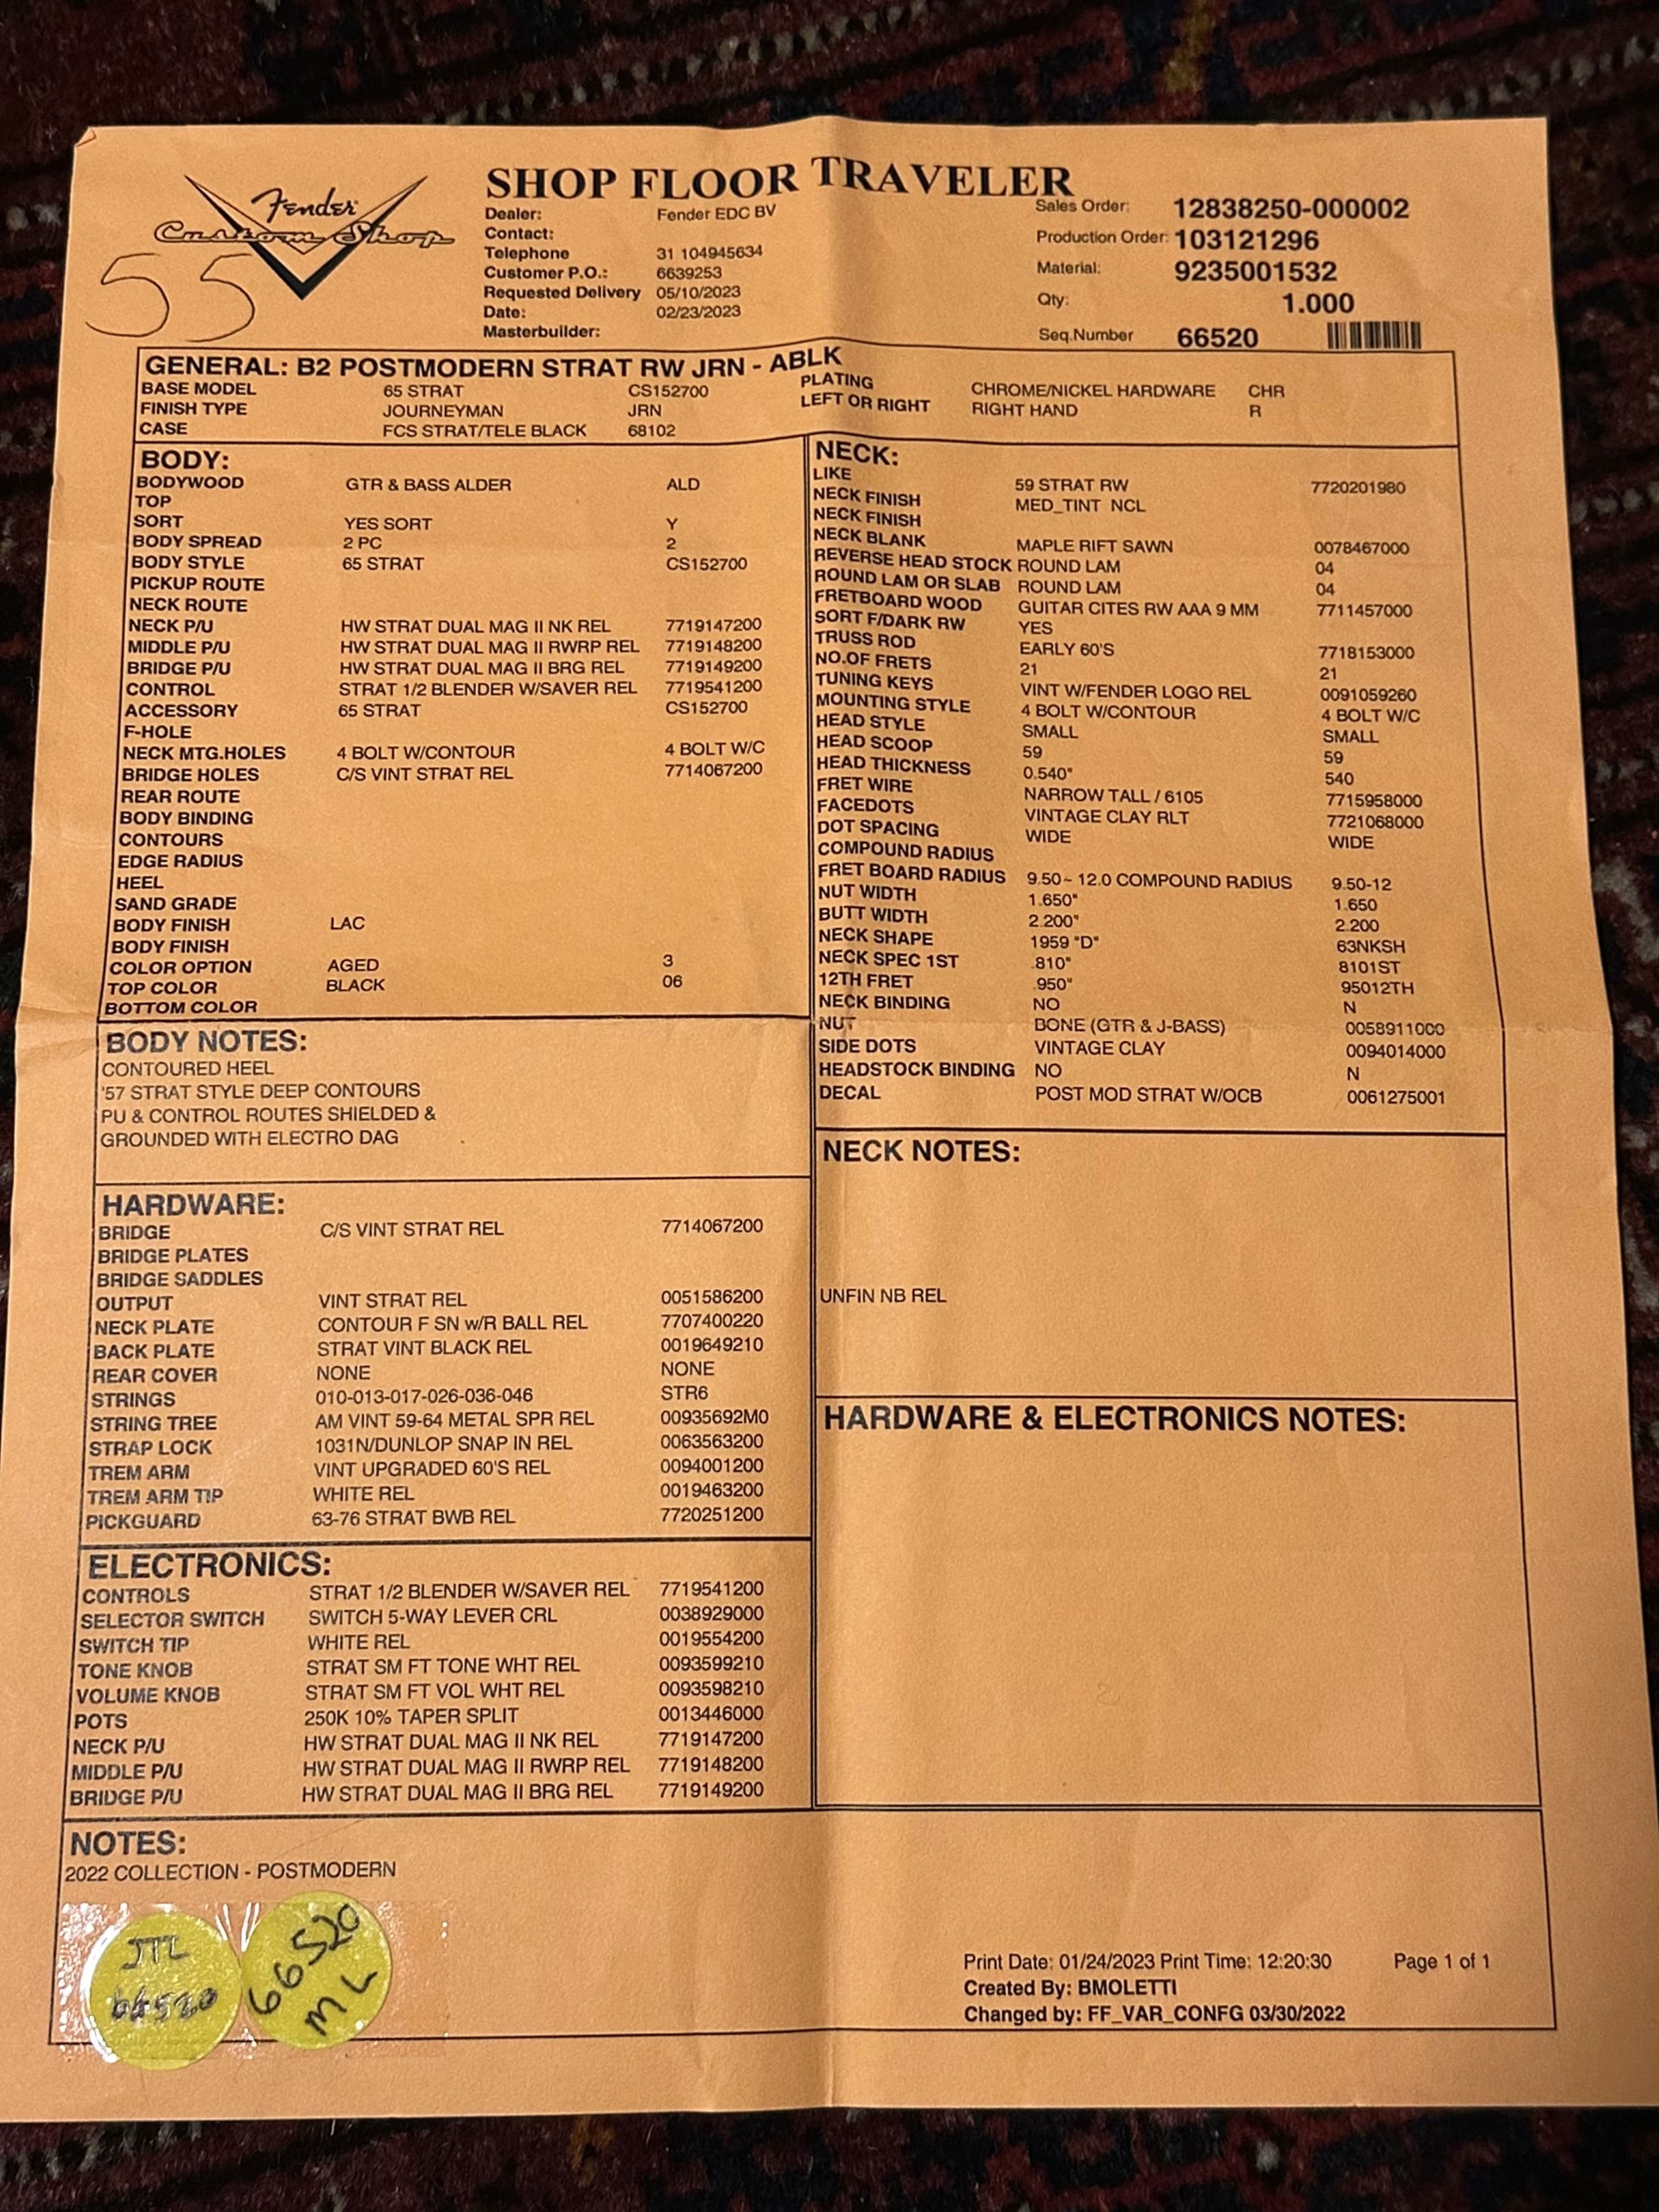 Fender
Custom Shop
55
SHOP FLOOR TRAVELER
Dealer: Fender EDC BV
Contact:
Telephone 31 104945634
Customer P.O.: 6639253
Requested Delivery 05/10/2023
Date: 02/23/2023
Masterbuilder:
Sales Order: 12838250-000002
Production Order: 103121296
Material: 9235001532
Qty: 1.000
Seq.Number 66520
GENERAL: B2 POSTMODERN STRAT RW JRN - ABLK
BASE MODEL 65 STRAT CS152700
FINISH TYPE JOURNEYMAN JRN
CASE FCS STRAT/TELE BLACK 68102
PLATING CHROME/NICKEL HARDWARE CHR
LEFT OR RIGHT RIGHT HAND R
BODY:
BODYWOOD GTR & BASS ALDER ALD
TOP
SORT YES SORT Y
BODY SPREAD 2 PC 2
BODY STYLE 65 STRAT CS152700
PICKUP ROUTE
NECK ROUTE
NECK P/U HW STRAT DUAL MAG II NK REL 7719147200
MIDDLE P/U HW STRAT DUAL MAG II RWRP REL 7719148200
BRIDGE P/U HW STRAT DUAL MAG II BRG REL 7719149200
CONTROL STRAT 1/2 BLENDER W/SAVER REL 7719541200
ACCESSORY 65 STRAT CS152700
F-HOLE
NECK MTG.HOLES 4 BOLT W/CONTOUR 4 BOLT W/C
BRIDGE HOLES C/S VINT STRAT REL 7714067200
REAR ROUTE
BODY BINDING
CONTOURS
EDGE RADIUS
HEEL
SAND GRADE
BODY FINISH LAC
BODY FINISH
COLOR OPTION AGED 3
TOP COLOR BLACK 06
BOTTOM COLOR
BODY NOTES:
CONTOURED HEEL
'57 STRAT STYLE DEEP CONTOURS
PU & CONTROL ROUTES SHIELDED &
GROUNDED WITH ELECTRO DAG
HARDWARE:
BRIDGE C/S VINT STRAT REL 7714067200
BRIDGE PLATES
BRIDGE SADDLES
OUTPUT VINT STRAT REL 0051586200
NECK PLATE CONTOUR F SN w/R BALL REL 7707400220
BACK PLATE STRAT VINT BLACK REL 0019649210
REAR COVER NONE NONE
STRINGS 010-013-017-026-036-046 STR6
STRING TREE AM VINT 59-64 METAL SPR REL 00935692M0
STRAP LOCK 1031N/DUNLOP SNAP IN REL 0063563200
TREM ARM VINT UPGRADED 60'S REL 0094001200
TREM ARM TIP WHITE REL 0019463200
PICKGUARD 63-76 STRAT BWB REL 7720251200
ELECTRONICS:
CONTROLS STRAT 1/2 BLENDER W/SAVER REL 7719541200
SELECTOR SWITCH SWITCH 5-WAY LEVER CRL 0038929000
SWITCH TIP WHITE REL 0019554200
TONE KNOB STRAT SM FT TONE WHT REL 0093599210
VOLUME KNOB STRAT SM FT VOL WHT REL 0093598210
POTS 250K 10% TAPER SPLIT 0013446000
NECK P/U HW STRAT DUAL MAG II NK REL 7719147200
MIDDLE P/U HW STRAT DUAL MAG II RWRP REL 7719148200
BRIDGE P/U HW STRAT DUAL MAG II BRG REL 7719149200
NECK:
LIKE 59 STRAT RW 7720201980
NECK FINISH MED_TINT NCL
NECK FINISH
NECK BLANK MAPLE RIFT SAWN 0078467000
REVERSE HEAD STOCK ROUND LAM 04
ROUND LAM OR SLAB ROUND LAM 04
FRETBOARD WOOD GUITAR CITES RW AAA 9 MM 7711457000
SORT F/DARK RW YES
TRUSS ROD EARLY 60'S 7718153000
NO.OF FRETS 21 21
TUNING KEYS VINT W/FENDER LOGO REL 0091059260
MOUNTING STYLE 4 BOLT W/CONTOUR 4 BOLT W/C
HEAD STYLE SMALL SMALL
HEAD SCOOP 59 59
HEAD THICKNESS 0.540" 540
FRET WIRE NARROW TALL / 6105 7715958000
FACEDOTS VINTAGE CLAY RLT 7721068000
DOT SPACING WIDE WIDE
COMPOUND RADIUS
FRET BOARD RADIUS 9.50~ 12.0 COMPOUND RADIUS 9.50-12
NUT WIDTH 1.650" 1.650
BUTT WIDTH 2.200" 2.200
NECK SHAPE 1959 "D" 63NKSH
NECK SPEC 1ST .810" 8101ST
12TH FRET .950" 95012TH
NECK BINDING NO N
NUT BONE (GTR & J-BASS) 0058911000
SIDE DOTS VINTAGE CLAY 0094014000
HEADSTOCK BINDING NO N
DECAL POST MOD STRAT W/OCB 0061275001
NECK NOTES:
UNFIN NB REL
HARDWARE & ELECTRONICS NOTES:
NOTES:
2022 COLLECTION - POSTMODERN
66520
66520
ML
Print Date: 01/24/2023 Print Time: 12:20:30 Page 1 of 1
Created By: BMOLETTI
Changed by: FF_VAR_CONFG 03/30/2022